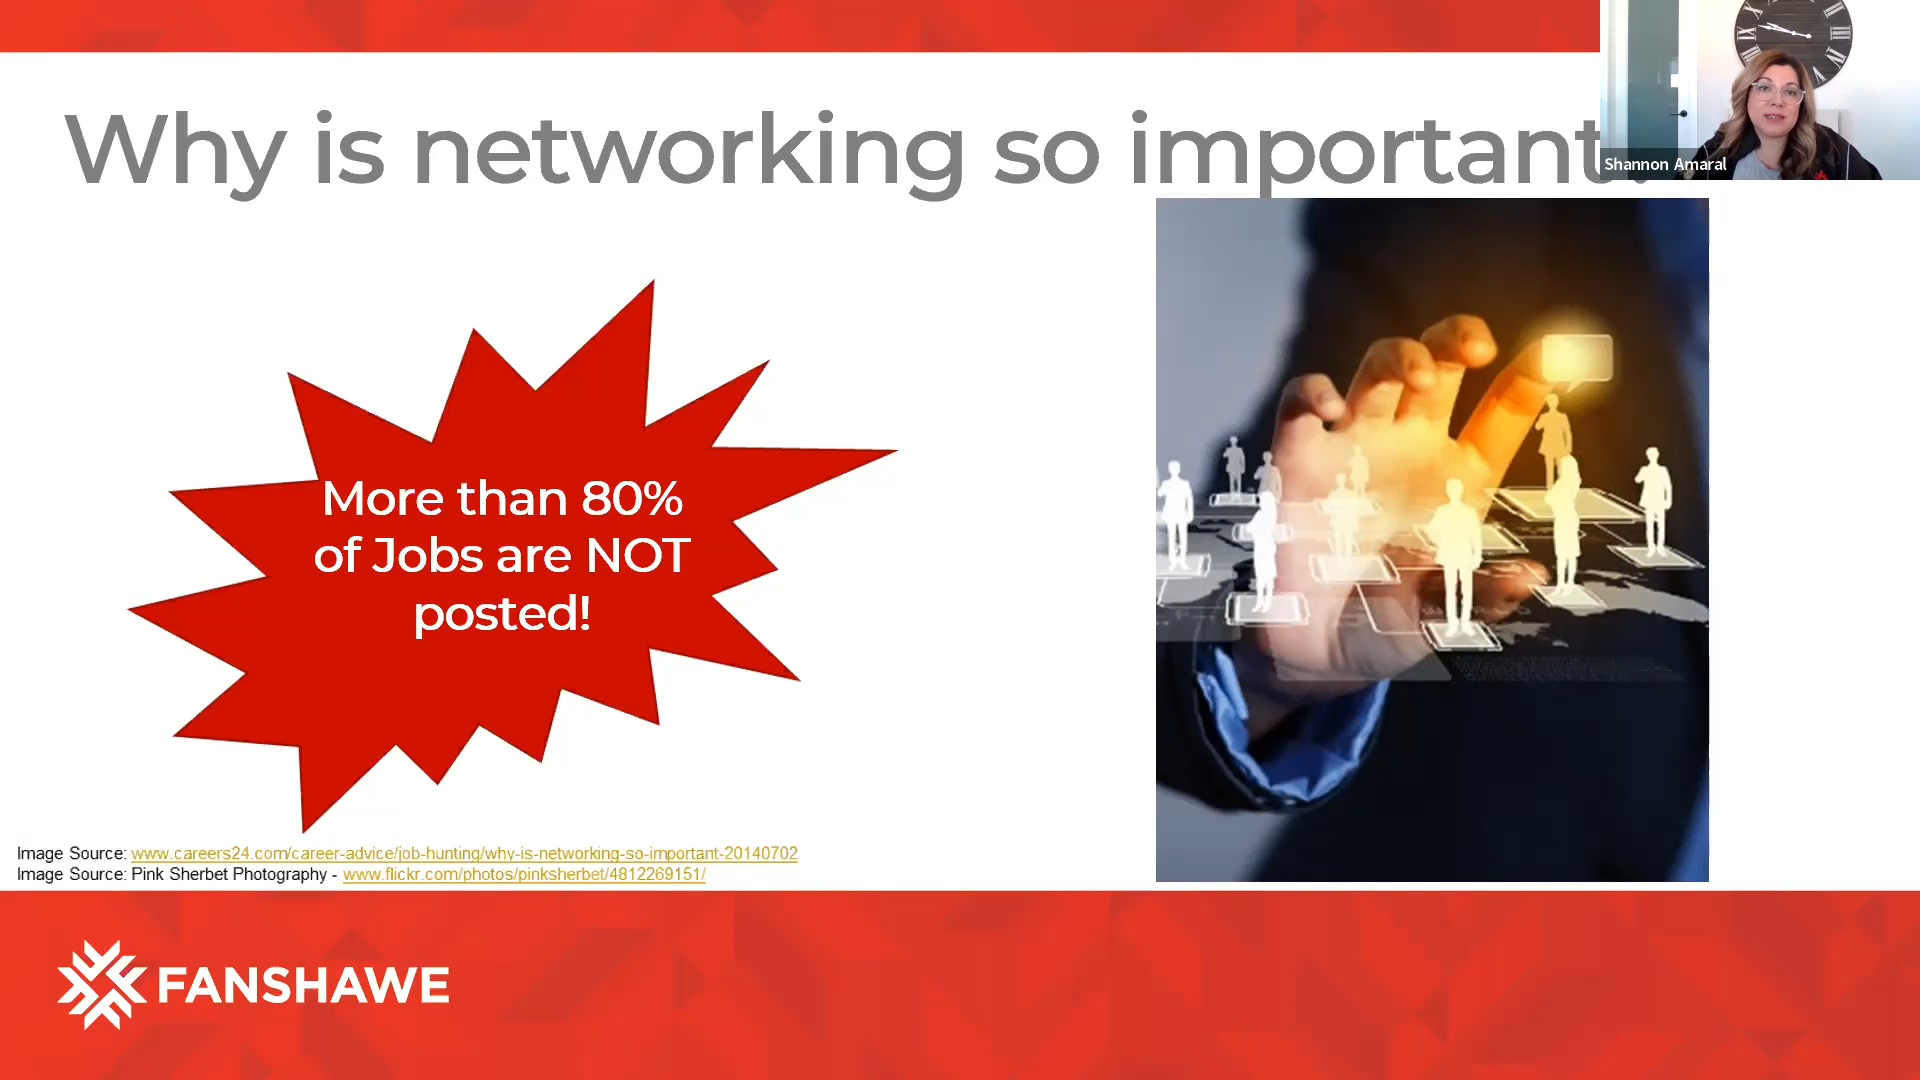 Why is networking so important
Shannon Amaral
More than 80%
of Jobs are NOT
posted!
Image Source: www.careers24.com/career-advice/job-hunting/why-is-networking-so-important-20140702
Image Source: Pink Sherbet Photography - www.flickr.com/photos/pinksherbet/4812269151/
FANSHAWE